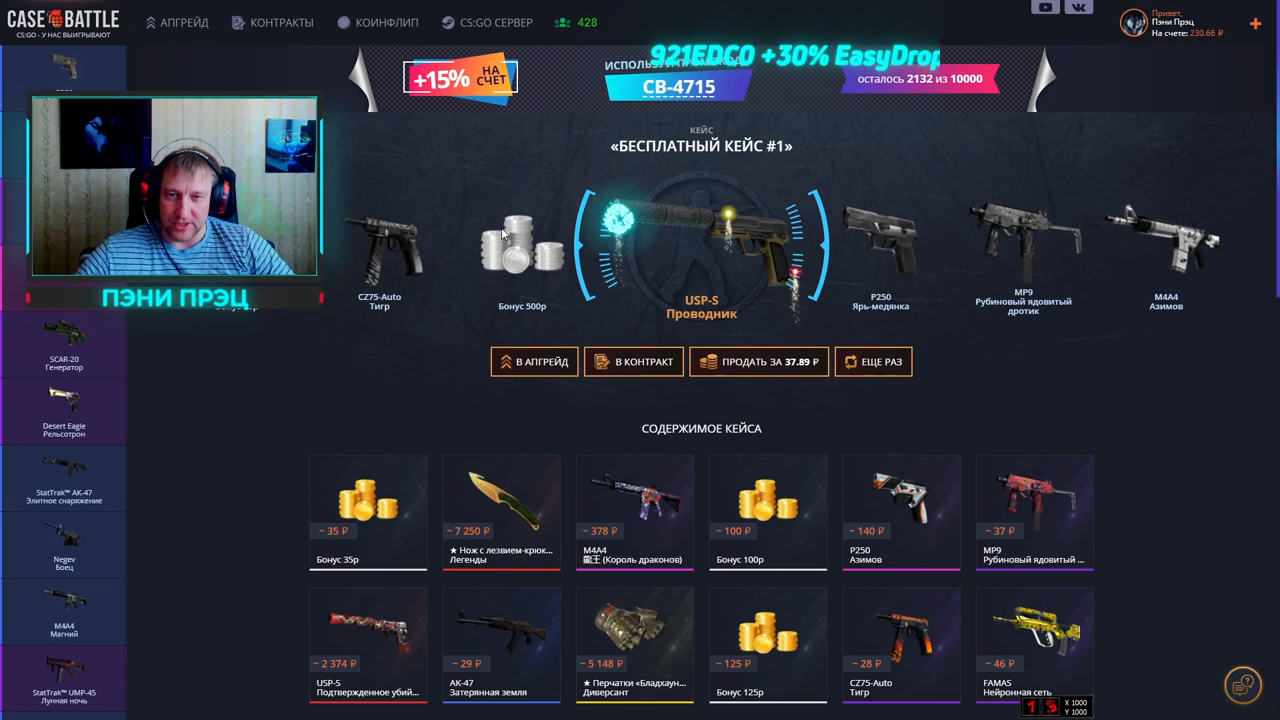 CASE BATTLE
CS:GO - У НАС ВЫИГРЫВАЮТ
АПГРЕЙД
КОНТРАКТЫ
КОИНФЛИП
CS:GO СЕРВЕР
428
Привет,
Пэни Прэц
На счете: 230.66 ₽
+
+15% НА СЧЕТ
921EDC0 +30% EasyDrop
CB-4715
осталось 2132 из 10000
КЕЙС
«БЕСПЛАТНЫЙ КЕЙС #1»
ПЭНИ ПРЭЦ
CZ75-Auto
Тигр
Бонус 500р
USP-S
Проводник
P250
Ярь-медянка
MP9
Рубиновый ядовитый
дротик
M4A4
Азимов
В АПГРЕЙД
В КОНТРАКТ
ПРОДАТЬ ЗА 37.89 ₽
ЕЩЕ РАЗ
SCAR-20
Генератор
Desert Eagle
Рельсотрон
StatTrak™ AK-47
Элитное снаряжение
Negev
Боец
M4A4
Магний
StatTrak™ UMP-45
Лунная ночь
СОДЕРЖИМОЕ КЕЙСА
~ 35 ₽
Бонус 35р
~ 7 250 ₽
★ Нож с лезвием-крюк...
Легенды
~ 378 ₽
M4A4
龍王 (Король драконов)
~ 100 ₽
Бонус 100р
~ 140 ₽
P250
Азимов
~ 37 ₽
MP9
Рубиновый ядовитый ...
~ 2 374 ₽
USP-S
Подтвержденное убий...
~ 29 ₽
AK-47
Затерянная земля
~ 5 148 ₽
★ Перчатки «Бладхаун...
Диверсант
~ 125 ₽
Бонус 125р
~ 28 ₽
CZ75-Auto
Тигр
~ 46 ₽
FAMAS
Нейронная сеть
X 1000
Y 1000